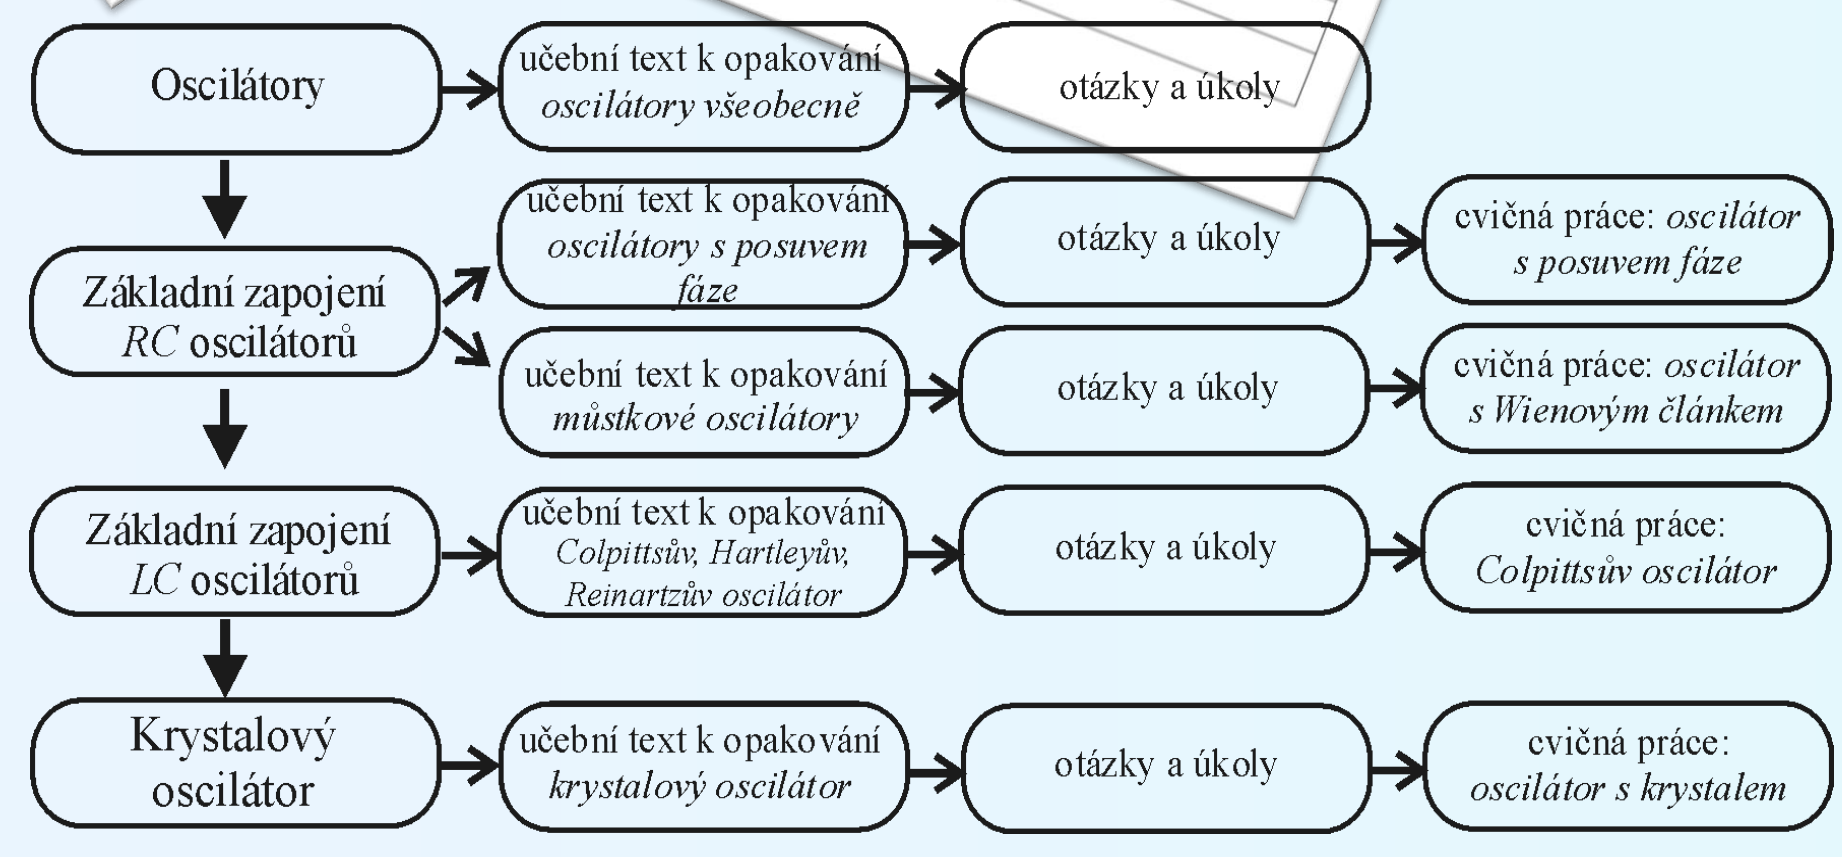 Oscilátory
učební text k opakování
oscilátory všeobecně
otázky a úkoly
Základní zapojení
RC oscilátorů
učební text k opakování
oscilátory s posuvem
fáze
otázky a úkoly
cvičná práce: oscilátor
s posuvem fáze
učební text k opakování
můstkové oscilátory
otázky a úkoly
cvičná práce: oscilátor
s Wienovým článkem
Základní zapojení
LC oscilátorů
učební text k opakování
Colpittsův, Hartleyův,
Reinartzův oscilátor
otázky a úkoly
cvičná práce:
Colpittsův oscilátor
Krystalový
oscilátor
učební text k opakování
krystalový oscilátor
otázky a úkoly
cvičná práce:
oscilátor s krystalem